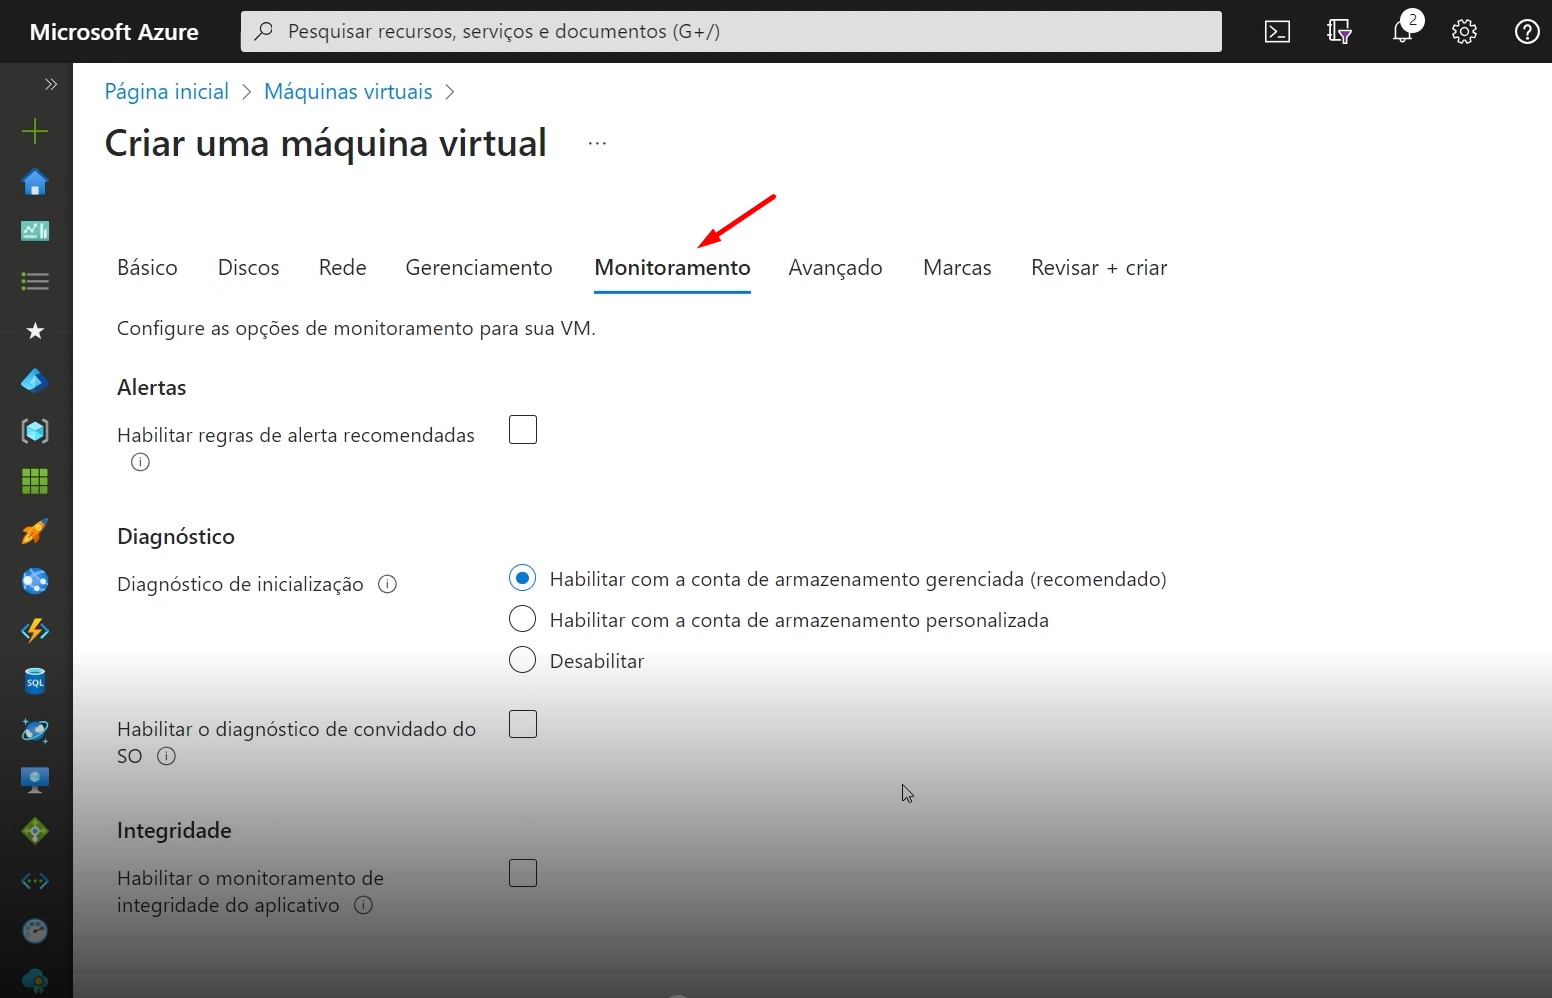 Microsoft Azure
Pesquisar recursos, serviços e documentos (G+/)
2
Página inicial > Máquinas virtuais >
Criar uma máquina virtual ...
Básico Discos Rede Gerenciamento Monitoramento Avançado Marcas Revisar + criar
Configure as opções de monitoramento para sua VM.
Alertas
Habilitar regras de alerta recomendadas
Diagnóstico
Diagnóstico de inicialização
Habilitar com a conta de armazenamento gerenciada (recomendado)
Habilitar com a conta de armazenamento personalizada
Desabilitar
Habilitar o diagnóstico de convidado do
SO
Integridade
Habilitar o monitoramento de
integridade do aplicativo
SQL